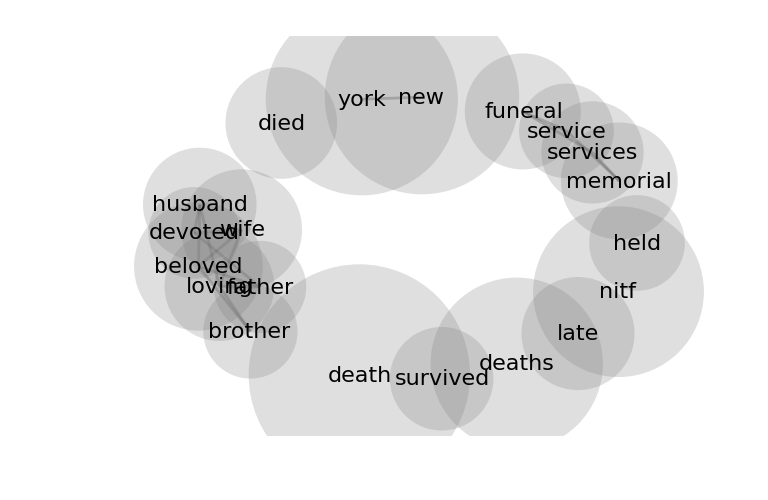 york
new
died
funeral
service
services
memorial
husband
devoted
wife
beloved
loving
father
brother
held
nitf
late
deaths
death
survived